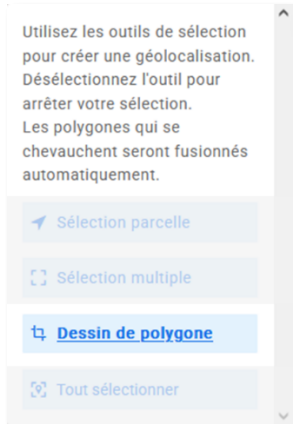 Utilisez les outils de sélection
pour créer une géolocalisation.
Désélectionnez l'outil pour
arrêter votre sélection.
Les polygones qui se
chevauchent seront fusionnés
automatiquement.
Sélection parcelle
Sélection multiple
Dessin de polygone
Tout sélectionner